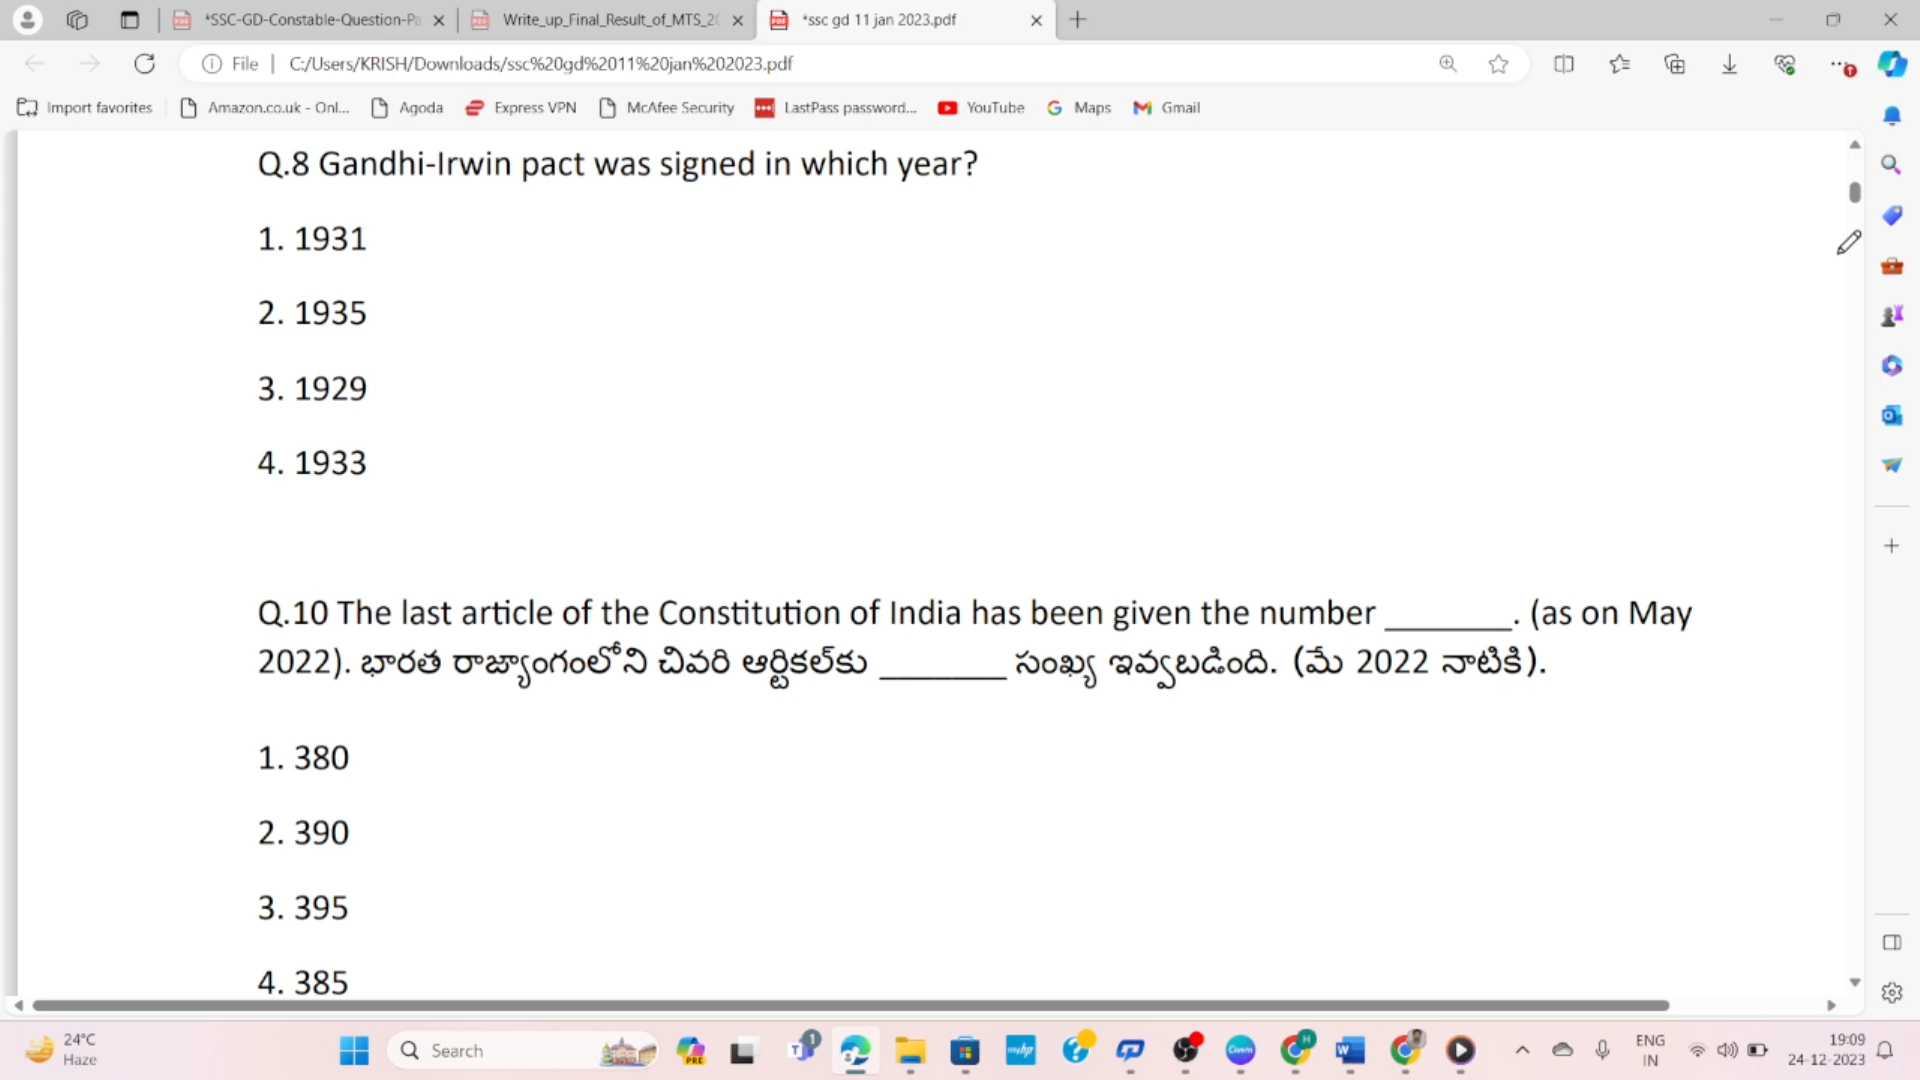 *SSC-GD-Constable-Question-Pa
Write_up_Final_Result_of_MTS_20
*ssc gd 11 jan 2023.pdf
File
C:/Users/KRISH/Downloads/ssc%20gd%2011%20jan%202023.pdf
Import favorites
Amazon.co.uk - Onl...
Agoda
Express VPN
McAfee Security
LastPass password...
YouTube
Maps
Gmail
Q.8 Gandhi-Irwin pact was signed in which year?
1. 1931
2. 1935
3. 1929
4. 1933
Q.10 The last article of the Constitution of India has been given the number _______. (as on May
2022). భారత రాజ్యాంగంలోని చివరి ఆర్టికల్‌కు _______ సంఖ్య ఇవ్వబడింది. (మే 2022 నాటికి).
1. 380
2. 390
3. 395
4. 385
24°C
Haze
Search
PRE
1
myhp
Canva
H
W
ENG
IN
19:09
24-12-2023